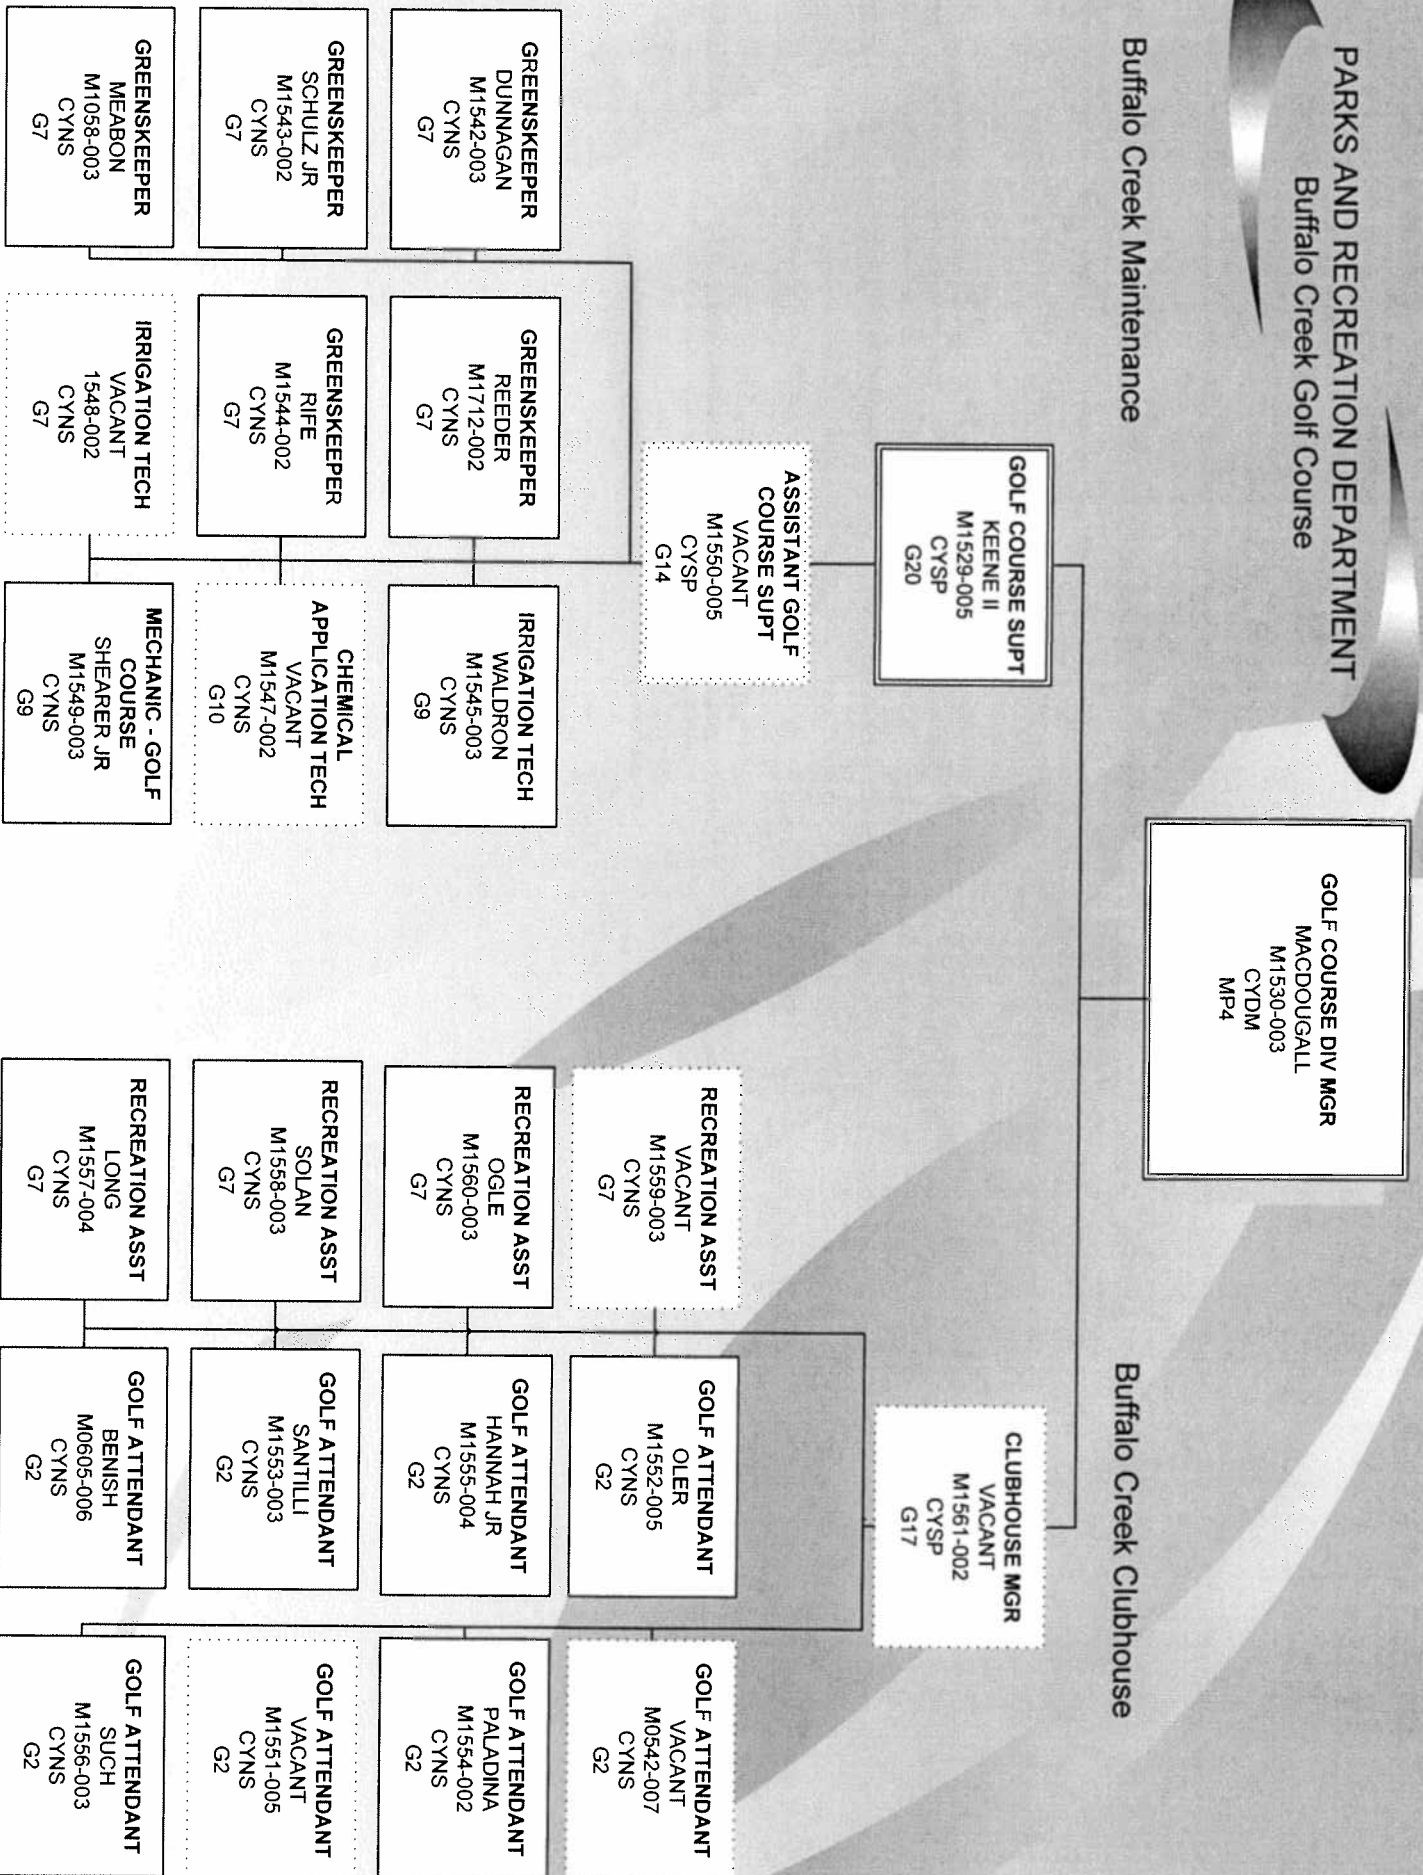 PARKS AND RECREATION DEPARTMENT
Buffalo Creek Golf Course
GOLF COURSE DIV MGR
MACDOUGALL
M1530-003
CYDM
MP4
Buffalo Creek Maintenance
Buffalo Creek Clubhouse
GOLF COURSE SUPT
KEENE II
M1529-005
CYSP
G20
CLUBHOUSE MGR
VACANT
M1561-002
CYSP
G17
ASSISTANT GOLF
COURSE SUPT
VACANT
M1550-005
CYSP
G14
GREENSKEEPER
DUNNAGAN
M1542-003
CYNS
G7
GREENSKEEPER
REEDER
M1712-002
CYNS
G7
IRRIGATION TECH
WALDRON
M1545-003
CYNS
G9
GREENSKEEPER
SCHULZ JR
M1543-002
CYNS
G7
GREENSKEEPER
RIFE
M1544-002
CYNS
G7
CHEMICAL
APPLICATION TECH
VACANT
M1547-002
CYNS
G10
GREENSKEEPER
MEABON
M1058-003
CYNS
G7
IRRIGATION TECH
VACANT
1548-002
CYNS
G7
MECHANIC - GOLF
COURSE
SHEARER JR
M1549-003
CYNS
G9
RECREATION ASST
VACANT
M1559-003
CYNS
G7
GOLF ATTENDANT
OLER
M1552-005
CYNS
G2
GOLF ATTENDANT
VACANT
M0542-007
CYNS
G2
RECREATION ASST
OGLE
M1560-003
CYNS
G7
GOLF ATTENDANT
HANNAH JR
M1555-004
CYNS
G2
GOLF ATTENDANT
PALADINA
M1554-002
CYNS
G2
RECREATION ASST
SOLAN
M1558-003
CYNS
G7
GOLF ATTENDANT
SANTILLI
M1553-003
CYNS
G2
GOLF ATTENDANT
VACANT
M1551-005
CYNS
G2
RECREATION ASST
LONG
M1557-004
CYNS
G7
GOLF ATTENDANT
BENISH
M0605-006
CYNS
G2
GOLF ATTENDANT
SUCH
M1556-003
CYNS
G2